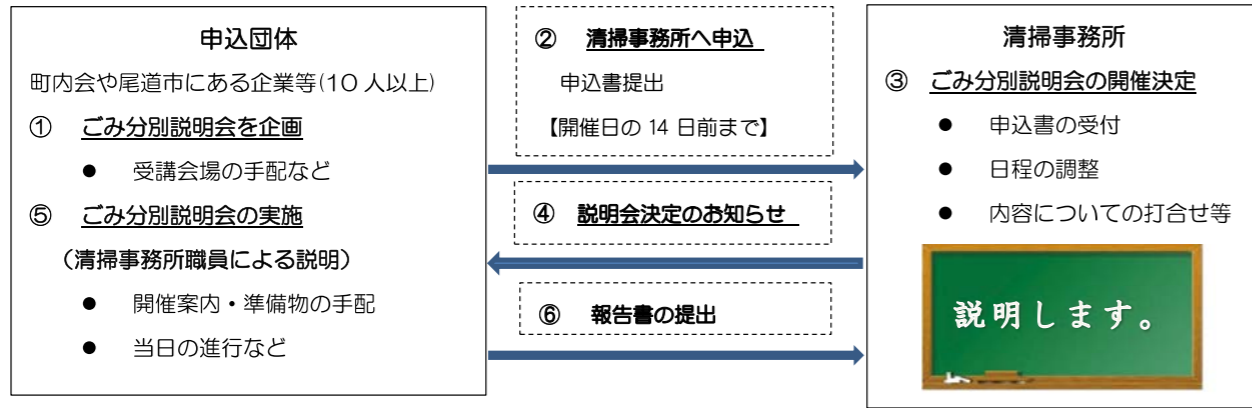 申込団体
町内会や尾道市にある企業等(10 人以上)
① ごみ分別説明会を企画
● 受講会場の手配など
⑤ ごみ分別説明会の実施
（清掃事務所職員による説明）
● 開催案内・準備物の手配
● 当日の進行など
② 清掃事務所へ申込
申込書提出
【開催日の 14 日前まで】
④ 説明会決定のお知らせ
⑥ 報告書の提出
清掃事務所
③ ごみ分別説明会の開催決定
● 申込書の受付
● 日程の調整
● 内容についての打合せ等
説明します。